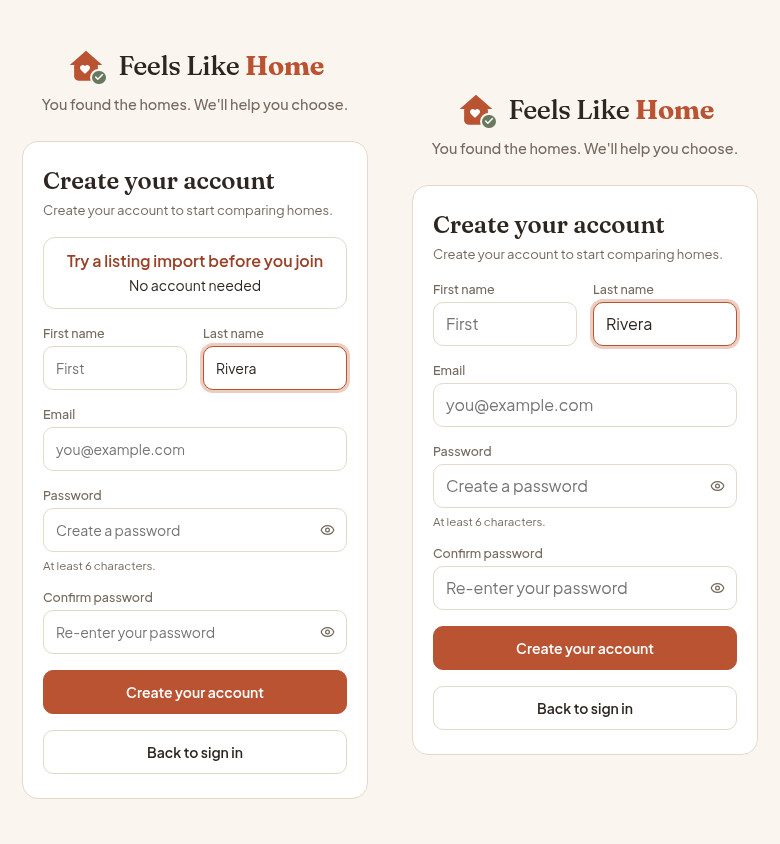 Feels Like Home
You found the homes. We'll help you choose.
Create your account
Create your account to start comparing homes.
Try a listing import before you join
No account needed
First name
Last name
First
Rivera
Email
you@example.com
Password
Create a password
At least 6 characters.
Confirm password
Re-enter your password
Create your account
Back to sign in
Feels Like Home
You found the homes. We'll help you choose.
Create your account
Create your account to start comparing homes.
First name
Last name
First
Rivera
Email
you@example.com
Password
Create a password
At least 6 characters.
Confirm password
Re-enter your password
Create your account
Back to sign in